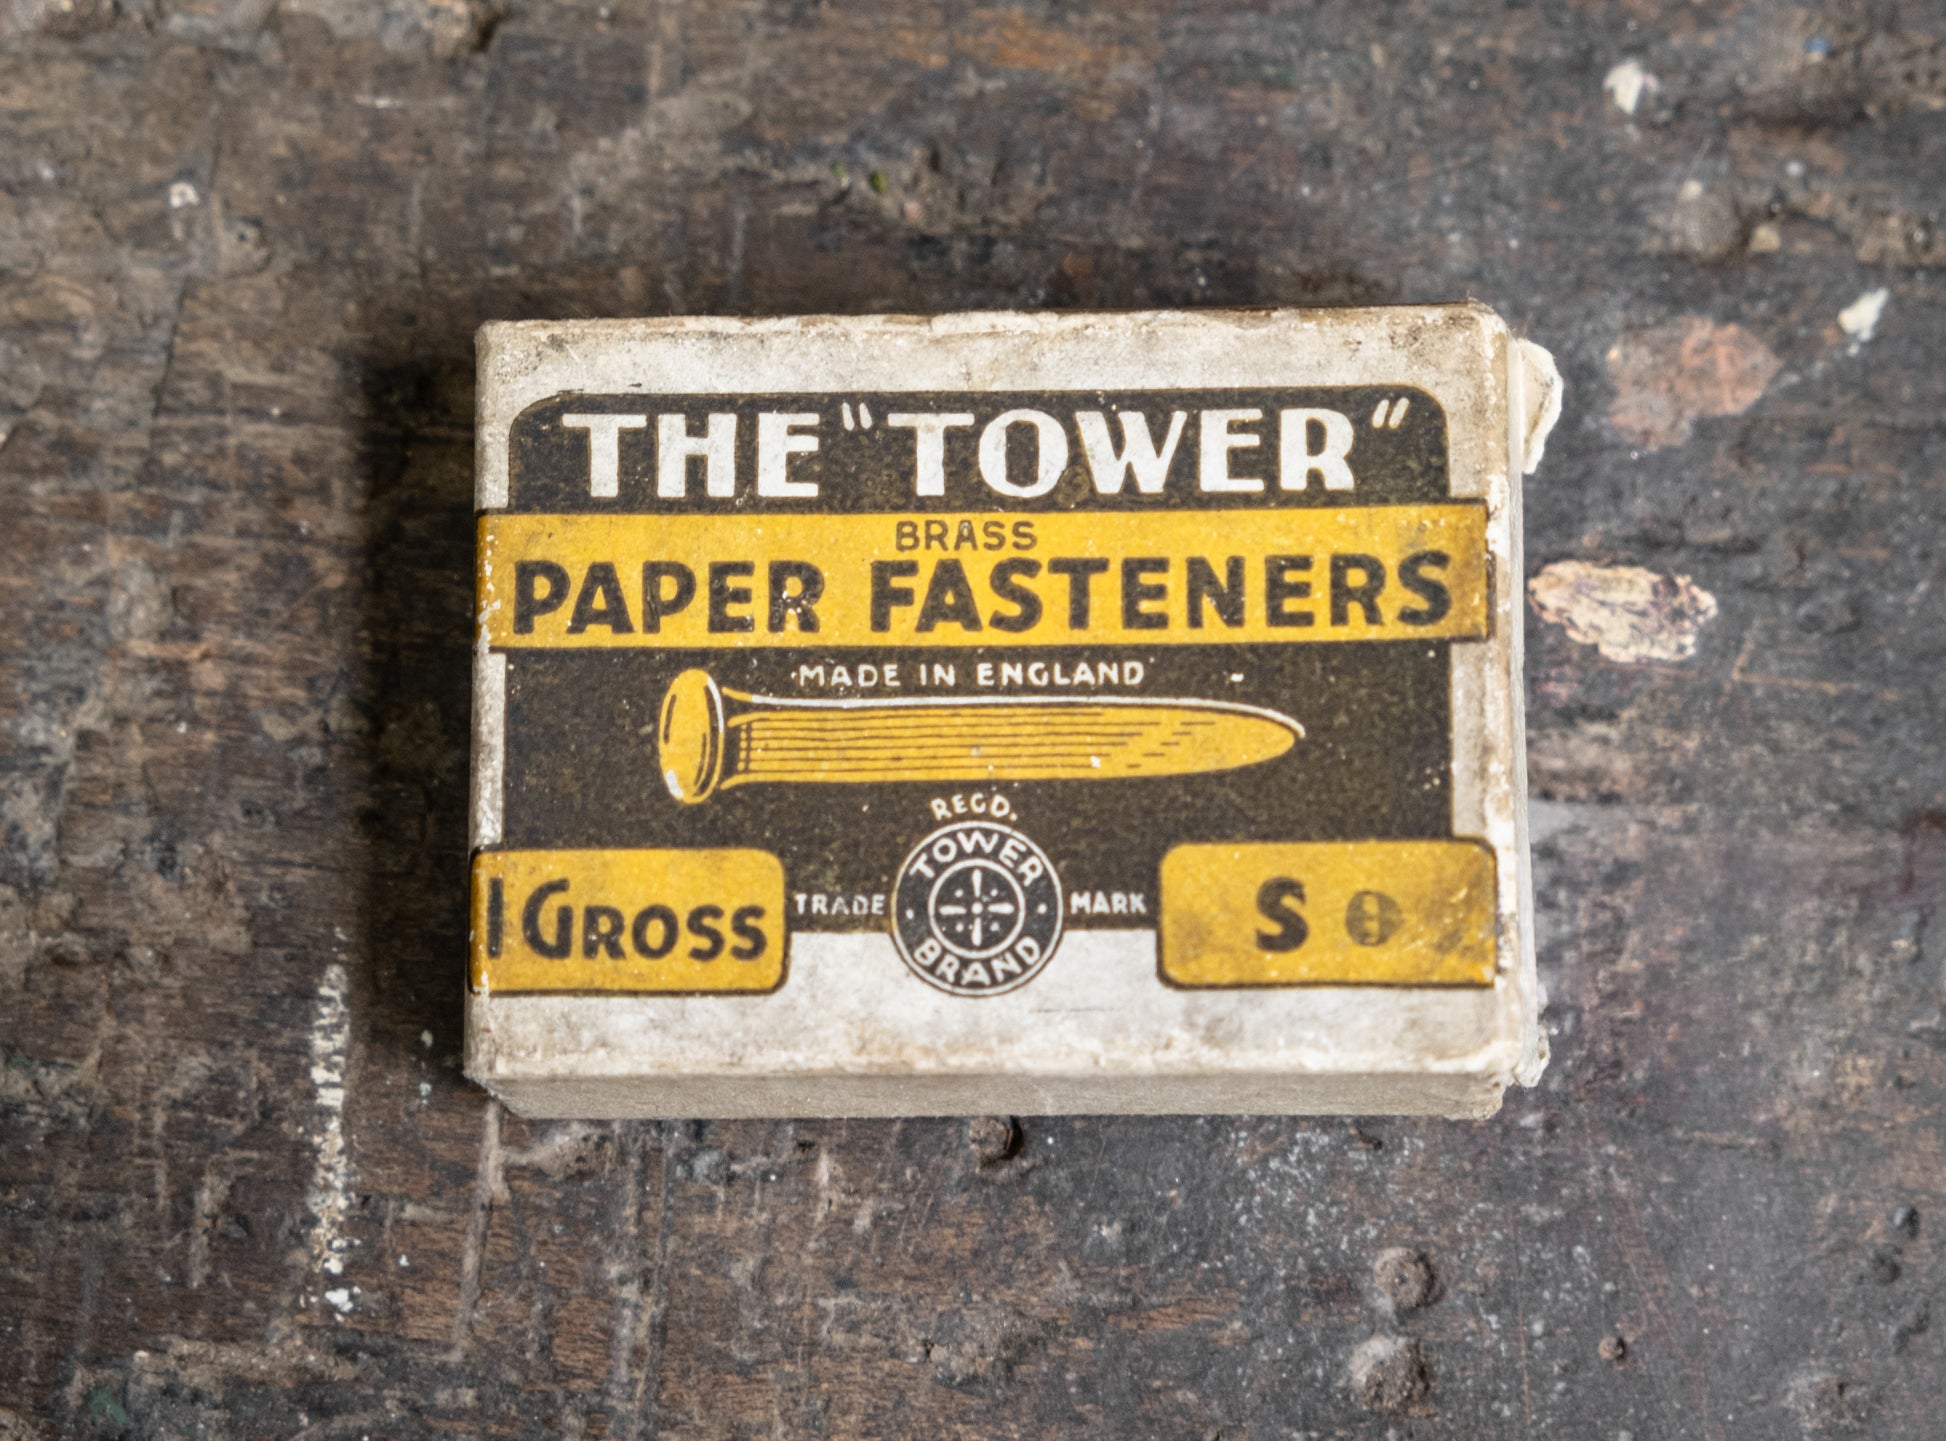 THE "TOWER"
BRASS
PAPER FASTENERS
MADE IN ENGLAND
REGD.
TOWER
TRADE MARK
BRAND
1 GROSS
S